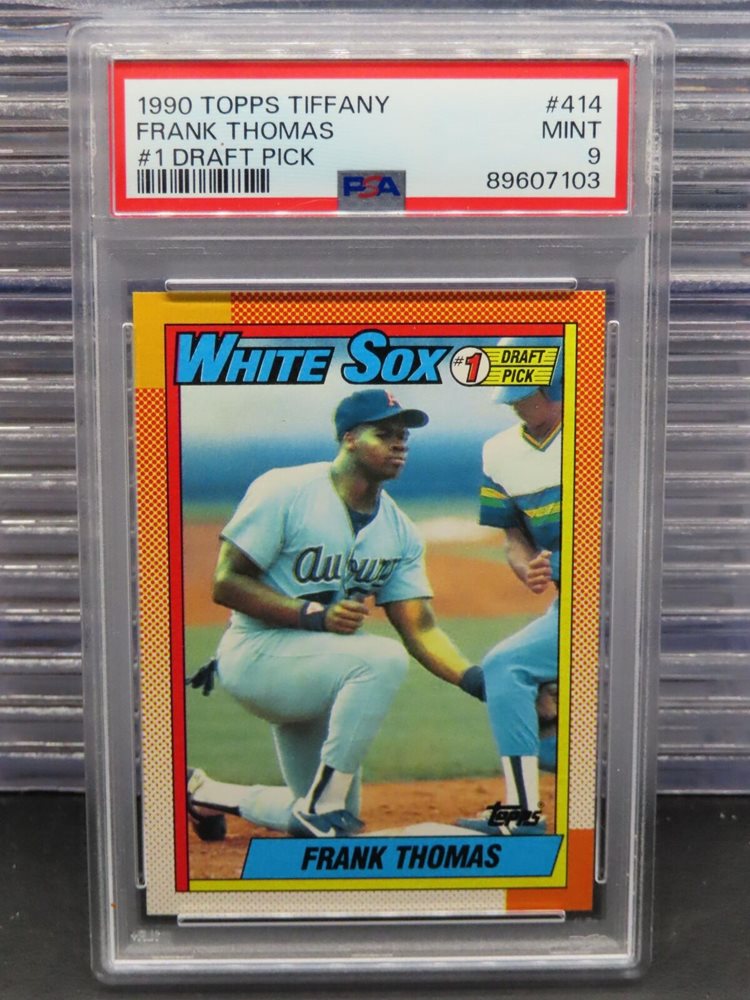 1990 TOPPS TIFFANY #414
FRANK THOMAS MINT
#1 DRAFT PICK 9
PSA 89607103
WHITE SOX #1 DRAFT PICK
A
Auburn
topps®
FRANK THOMAS